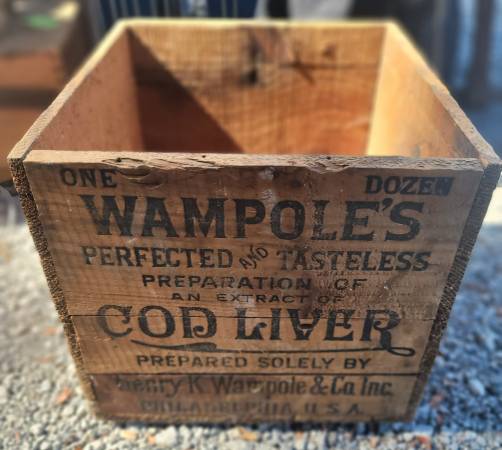 ONE DOZEN
WAMPOLE'S
PERFECTED AND TASTELESS
PREPARATION OF
AN EXTRACT OF
COD LIVER
PREPARED SOLELY BY
Henry K Wampole & Co. Inc.
PHILADELPHIA, U.S.A.